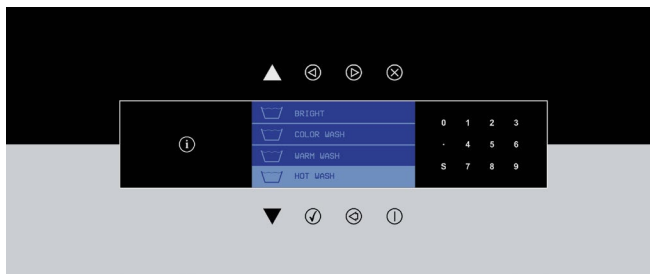 i
BRIGHT
COLOR WASH
WARM WASH
HOT WASH
0 1 2 3
. 4 5 6
S 7 8 9